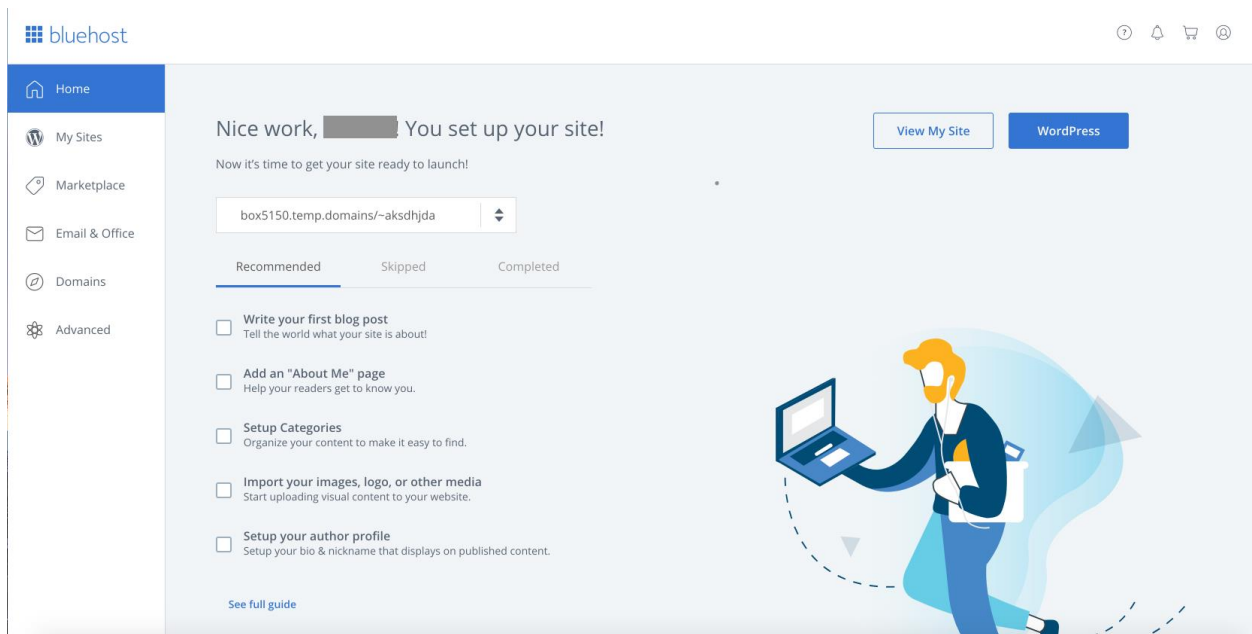 bluehost
Home
My Sites
Marketplace
Email & Office
Domains
Advanced
Nice work, ! You set up your site!
Now it's time to get your site ready to launch!
View My Site
WordPress
box5150.temp.domains/~aksdhjda
Recommended Skipped Completed
Write your first blog post
Tell the world what your site is about!
Add an "About Me" page
Help your readers get to know you.
Setup Categories
Organize your content to make it easy to find.
Import your images, logo, or other media
Start uploading visual content to your website.
Setup your author profile
Setup your bio & nickname that displays on published content.
See full guide